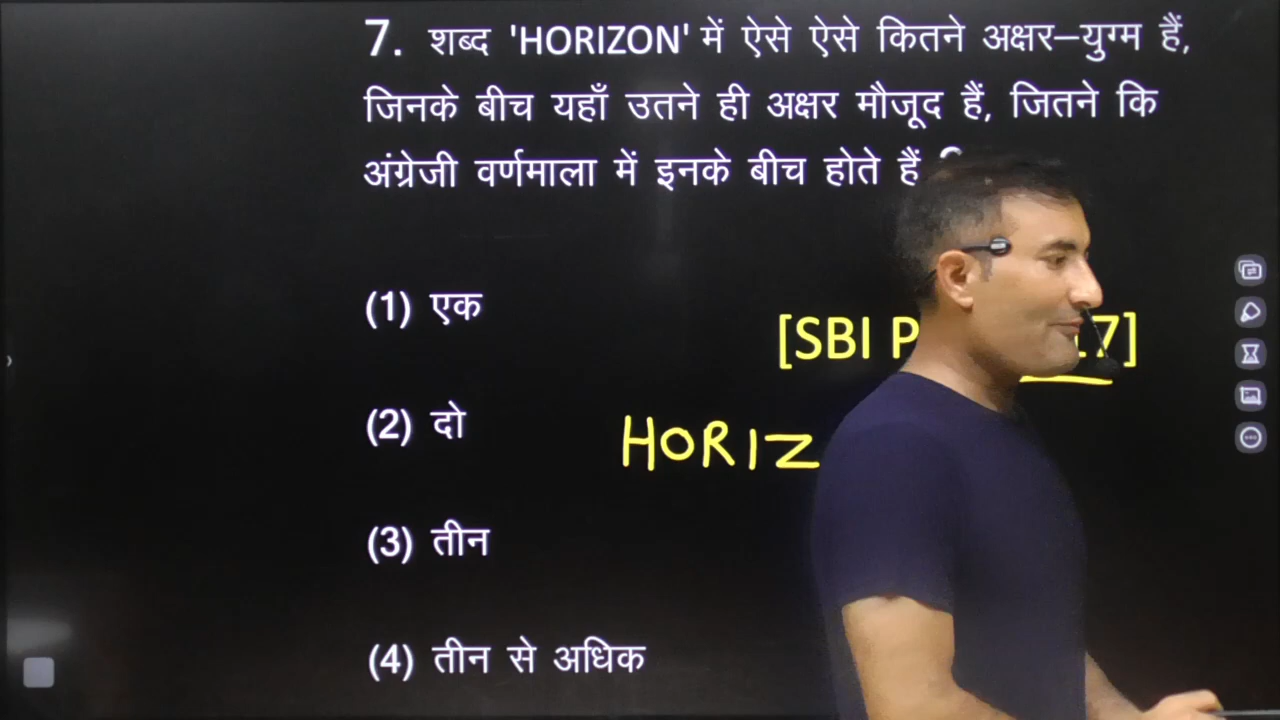 7. शब्द 'HORIZON' में ऐसे ऐसे कितने अक्षर–युग्म हैं,
जिनके बीच यहाँ उतने ही अक्षर मौजूद हैं, जितने कि
अंग्रेजी वर्णमाला में इनके बीच होते हैं
(1) एक
[SBI P 17]
(2) दो
HORIZ
(3) तीन
(4) तीन से अधिक